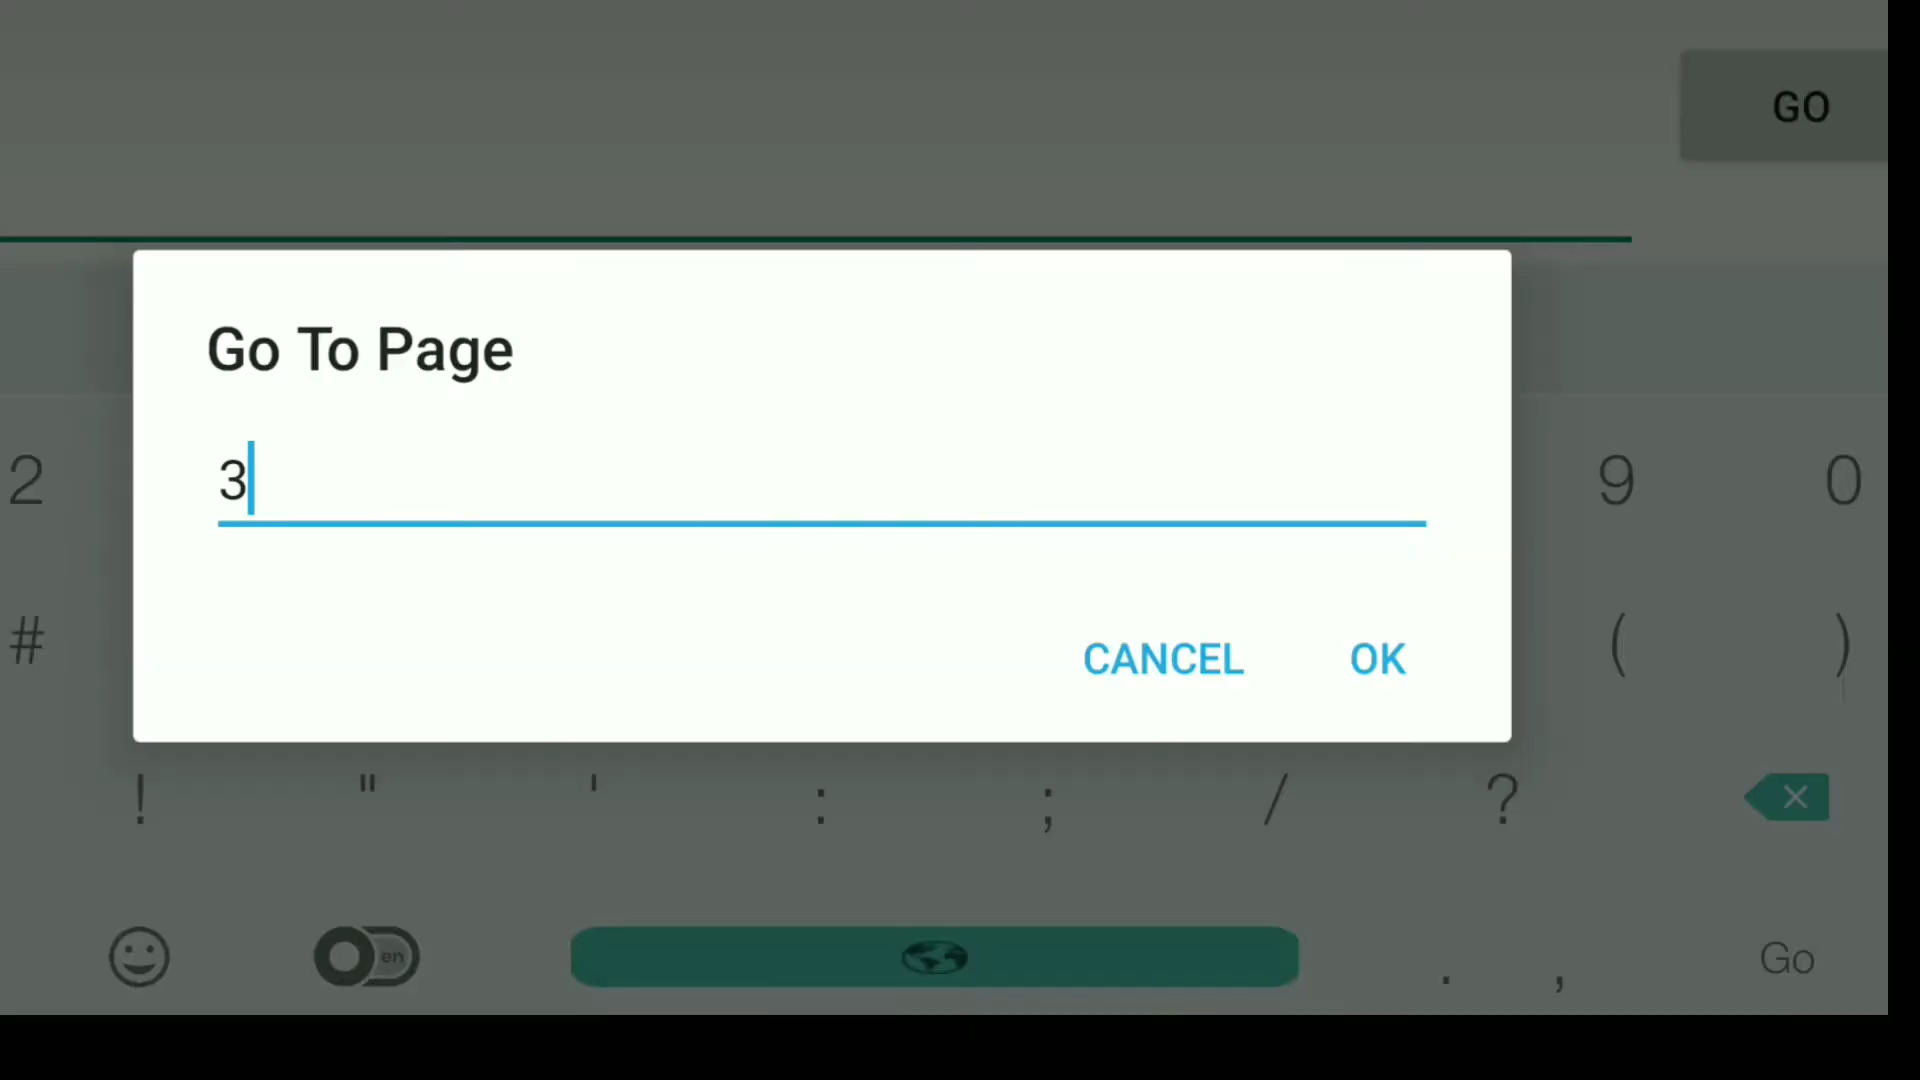 GO
Go To Page
3
CANCEL OK
2 9 0
# ( )
! " ' : ; / ?
en . , Go